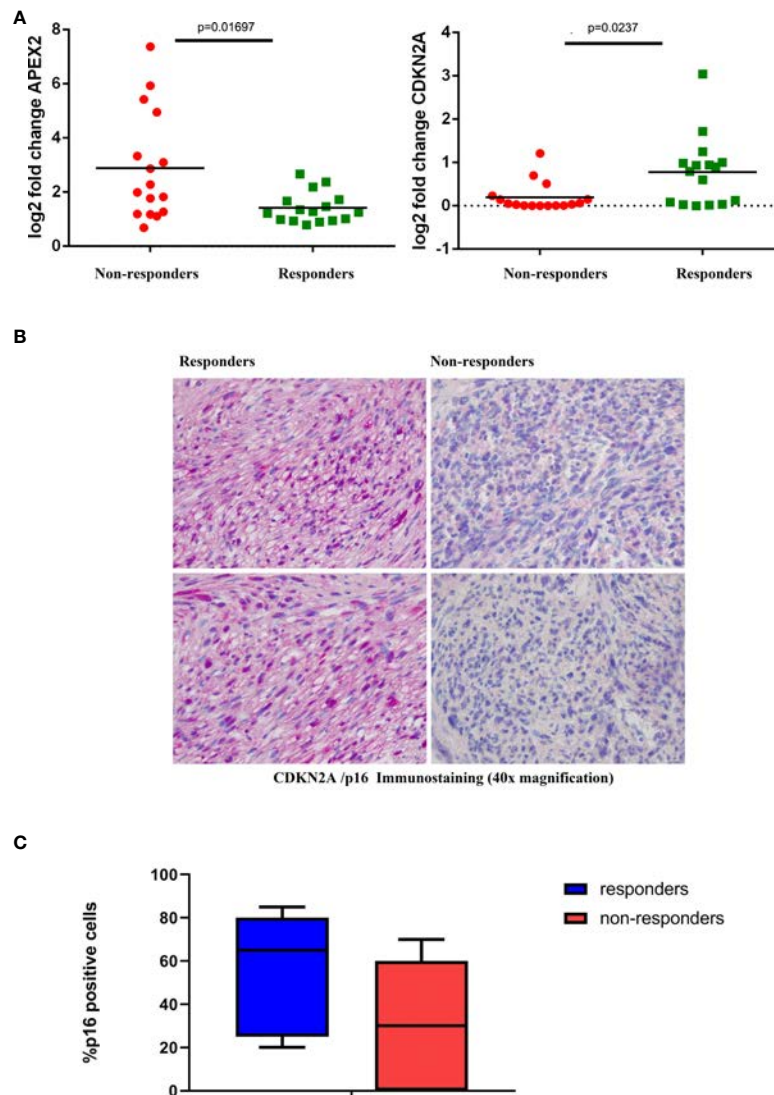 A
p=0.01697
log2 fold change APEX2
8
6
4
2
0
Non-responders
Responders
p=0.0237
log2 fold change CDKN2A
4
3
2
1
0
-1
Non-responders
Responders
B
Responders
Non-responders
CDKN2A /p16 Immunostaining (40x magnification)
C
%p16 positive cells
100
80
60
40
20
0
responders
non-responders